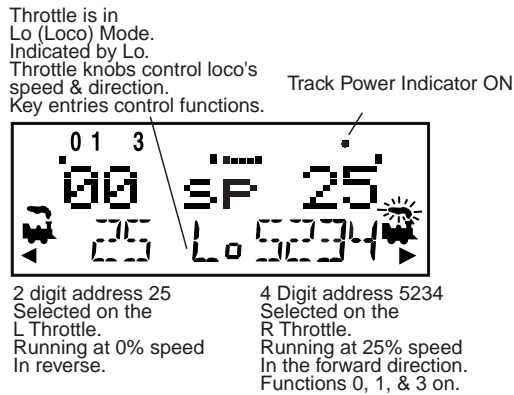 Throttle is in
Lo (Loco) Mode.
Indicated by Lo.
Throttle knobs control loco's
speed & direction.
Key entries control functions.
Track Power Indicator ON
0 1 3
00 SP 25
25 Lo 5234
2 digit address 25
Selected on the
L Throttle.
Running at 0% speed
In reverse.
4 Digit address 5234
Selected on the
R Throttle.
Running at 25% speed
In the forward direction.
Functions 0, 1, & 3 on.